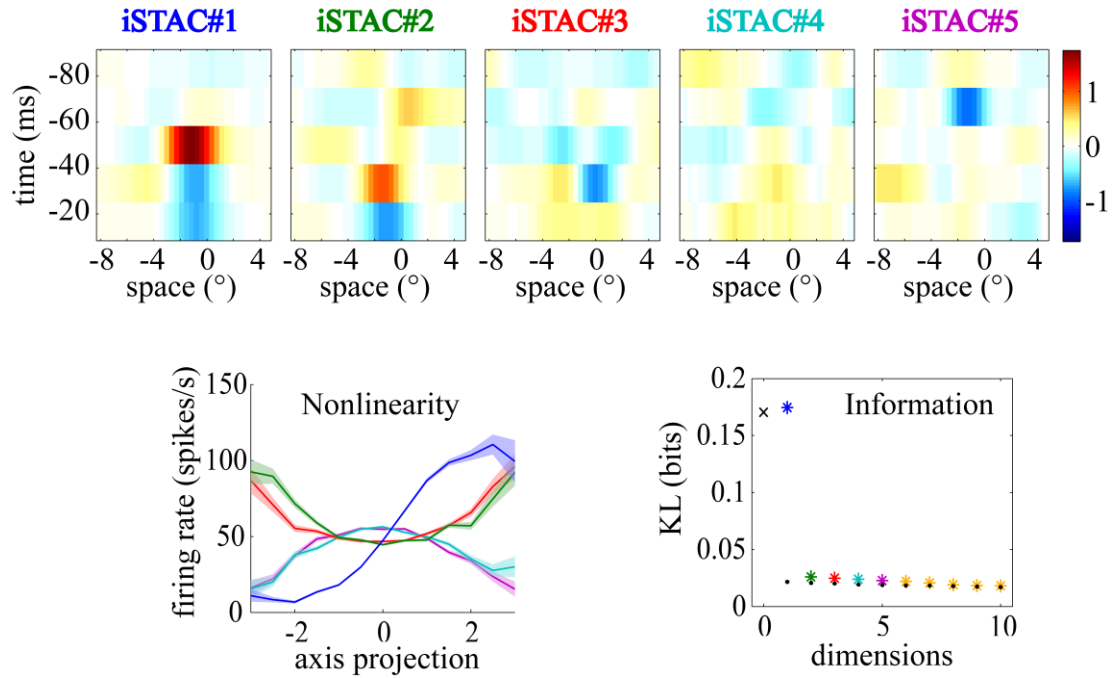 iSTAC#1 iSTAC#2 iSTAC#3 iSTAC#4 iSTAC#5
time (ms)
-80
-60
-40
-20
-8 -4 0 4
-8 -4 0 4
-8 -4 0 4
-8 -4 0 4
-8 -4 0 4
space (°) space (°) space (°) space (°) space (°)
1
0
-1
firing rate (spikes/s)
150
100
50
0
Nonlinearity
-2 0 2
axis projection
KL (bits)
0.2
0.15
0.1
0.05
0
Information
0 5 10
dimensions